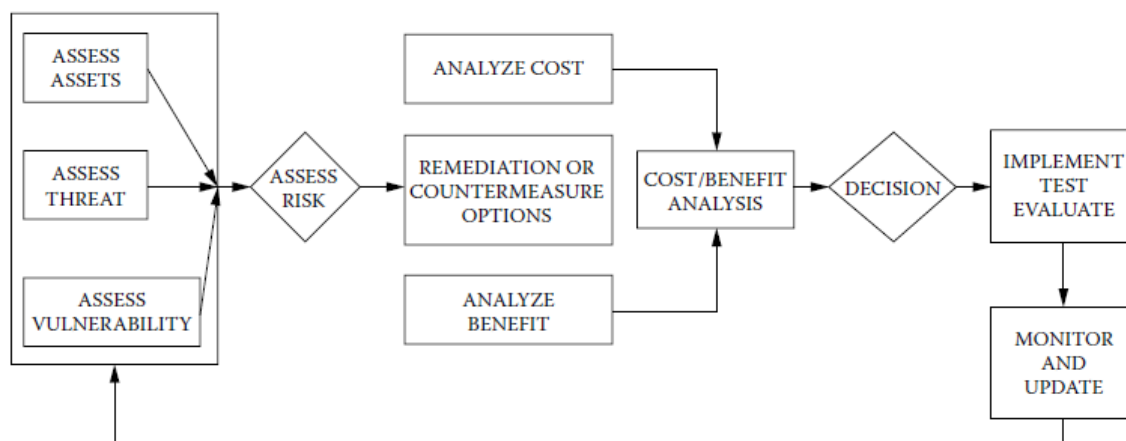 ASSESS
ASSETS
ASSESS
THREAT
ASSESS
VULNERABILITY
ASSESS
RISK
ANALYZE COST
REMEDIATION OR
COUNTERMEASURE
OPTIONS
ANALYZE
BENEFIT
COST/BENEFIT
ANALYSIS
DECISION
IMPLEMENT
TEST
EVALUATE
MONITOR
AND
UPDATE